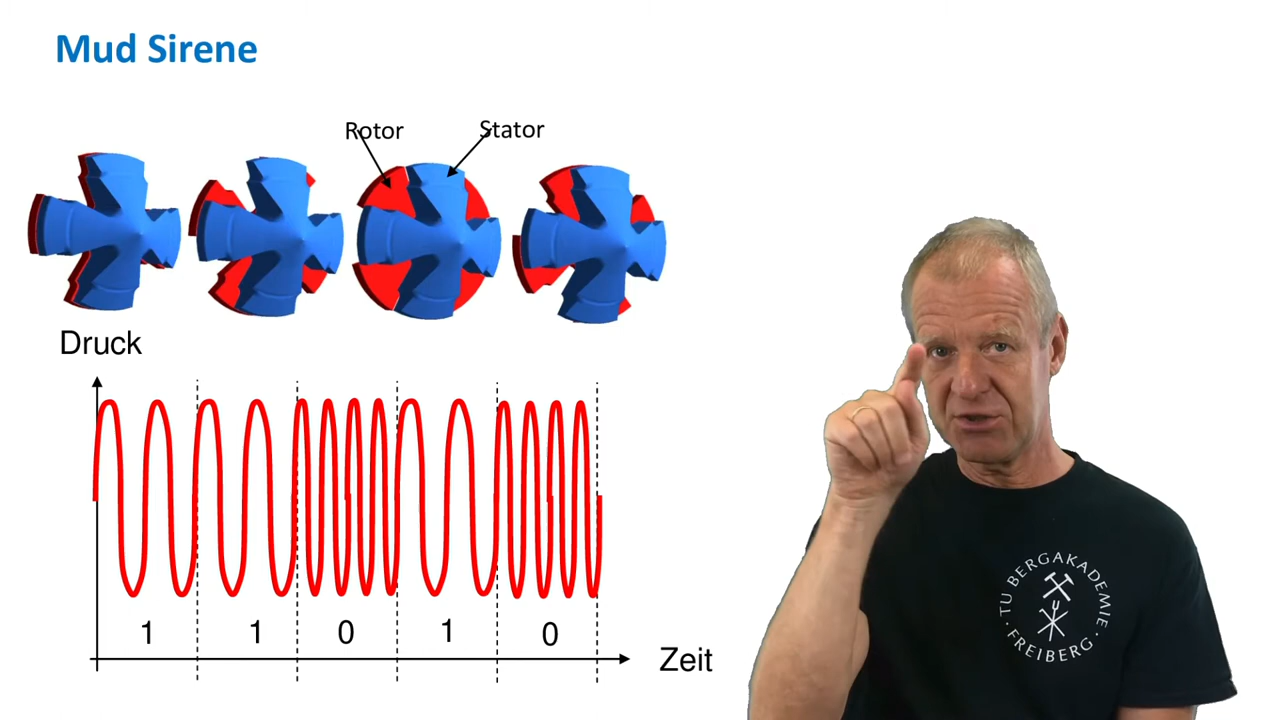 Mud Sirene
Rotor
Stator
Druck
1 1 0 1 0
Zeit
TU BERGAKADEMIE
· FREIBERG ·